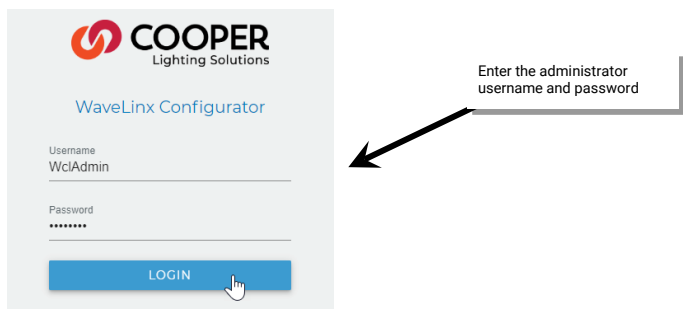 COOPER
Lighting Solutions
WaveLinx Configurator
Username
WclAdmin
Password
••••••••
LOGIN
Enter the administrator
username and password